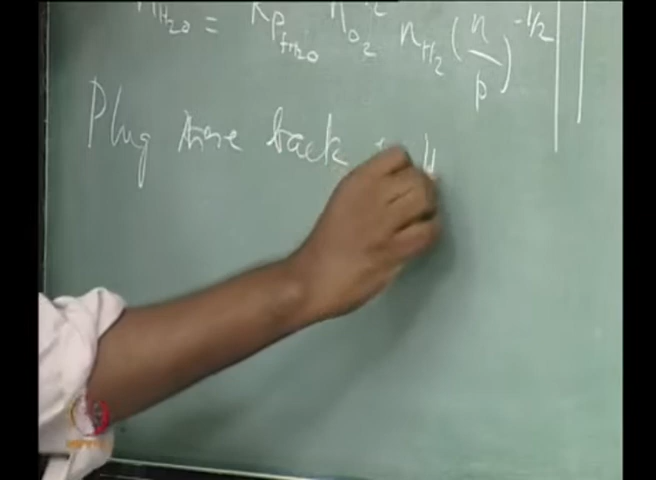 n_{H_2O} = K_{P_{f H_2O}} n_{O_2} n_{H_2} (n/p)^{-1/2}
Plug these back